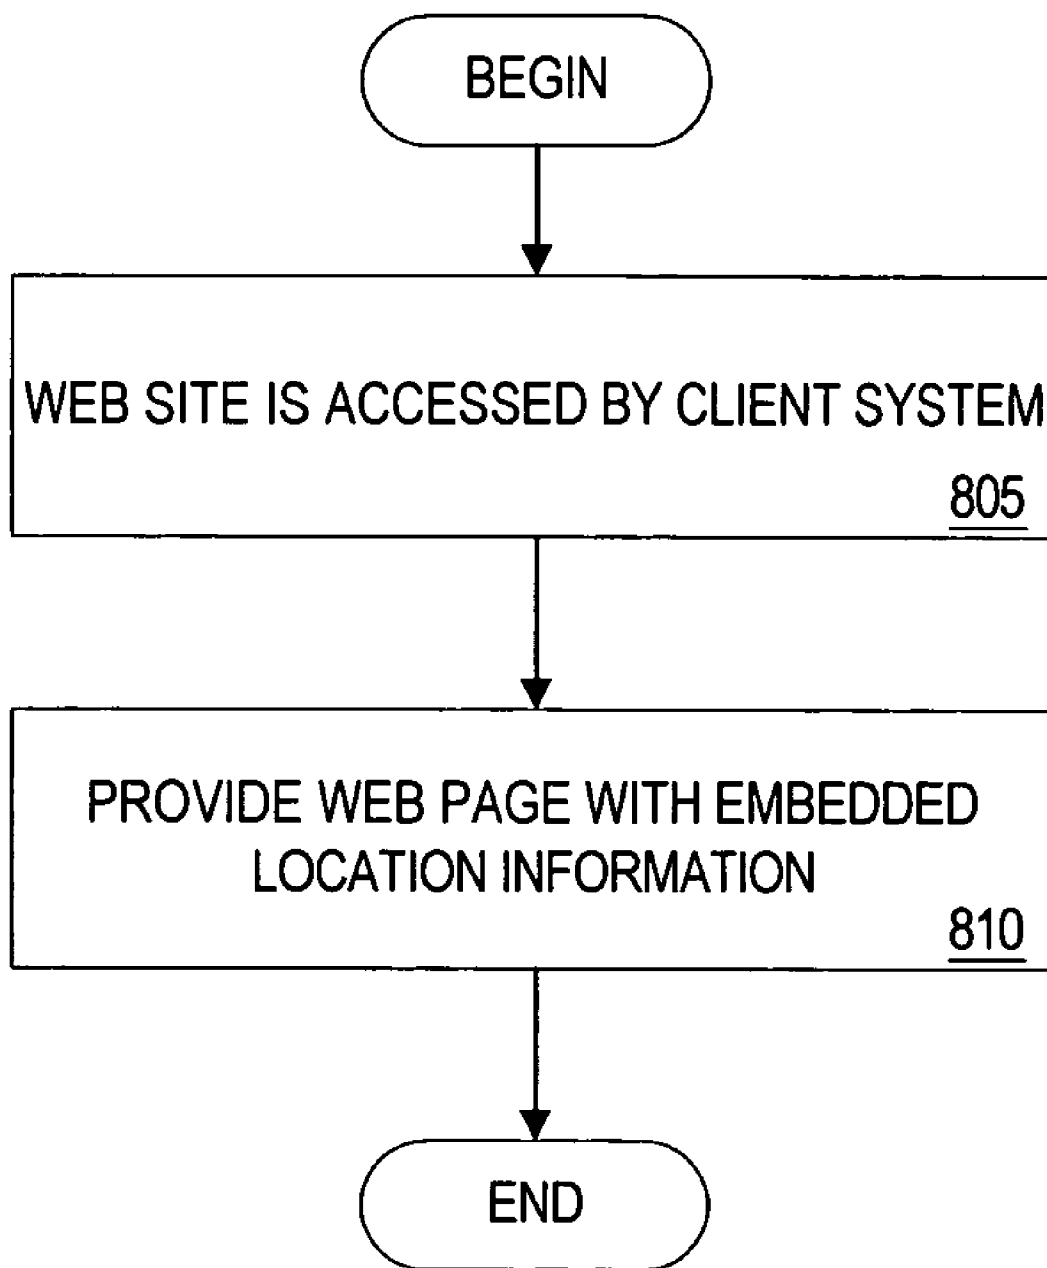 BEGIN
WEB SITE IS ACCESSED BY CLIENT SYSTEM
805
PROVIDE WEB PAGE WITH EMBEDDED
LOCATION INFORMATION
810
END